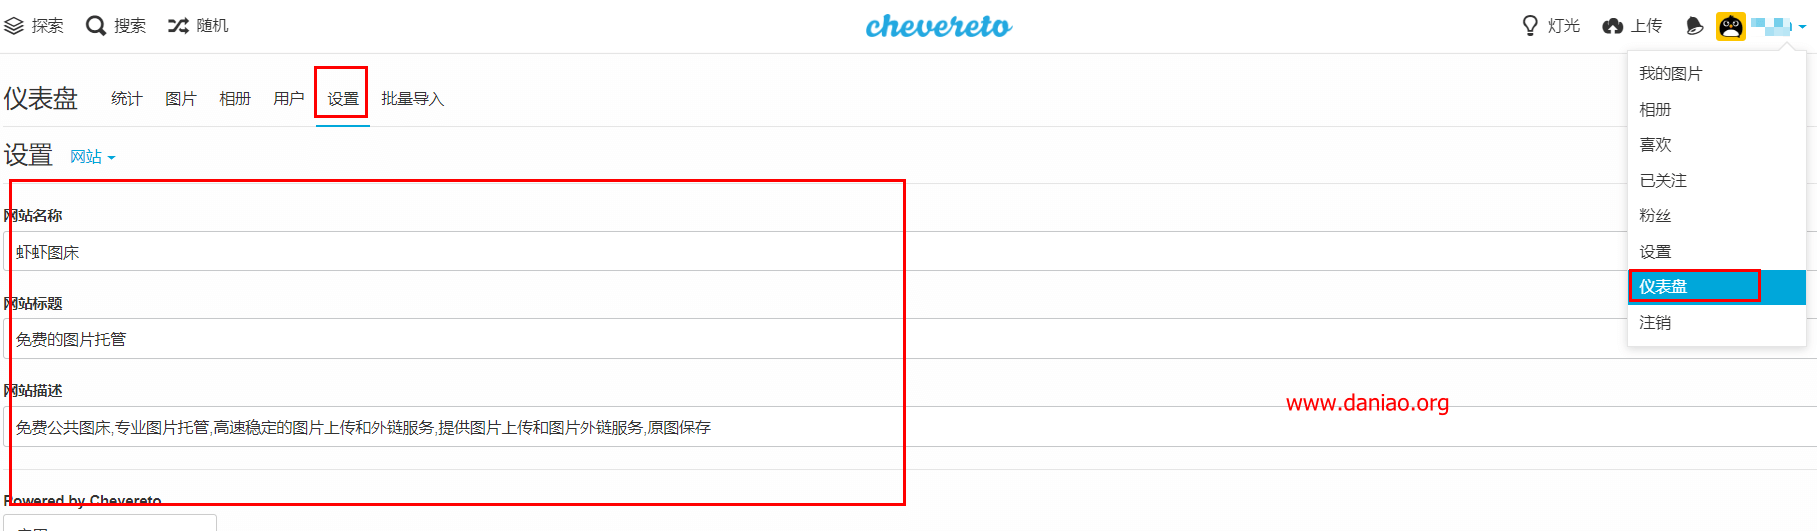 探索 搜索 随机 chevereto 灯光 上传
我的图片
仪表盘 统计 图片 相册 用户 设置 批量导入
相册
设置 网站
喜欢
已关注
网站名称
粉丝
虾虾图床
设置
仪表盘
网站标题
注销
免费的图片托管
网站描述
www.daniao.org
免费公共图床,专业图片托管,高速稳定的图片上传和外链服务,提供图片上传和图片外链服务,原图保存
Powered by Chevereto